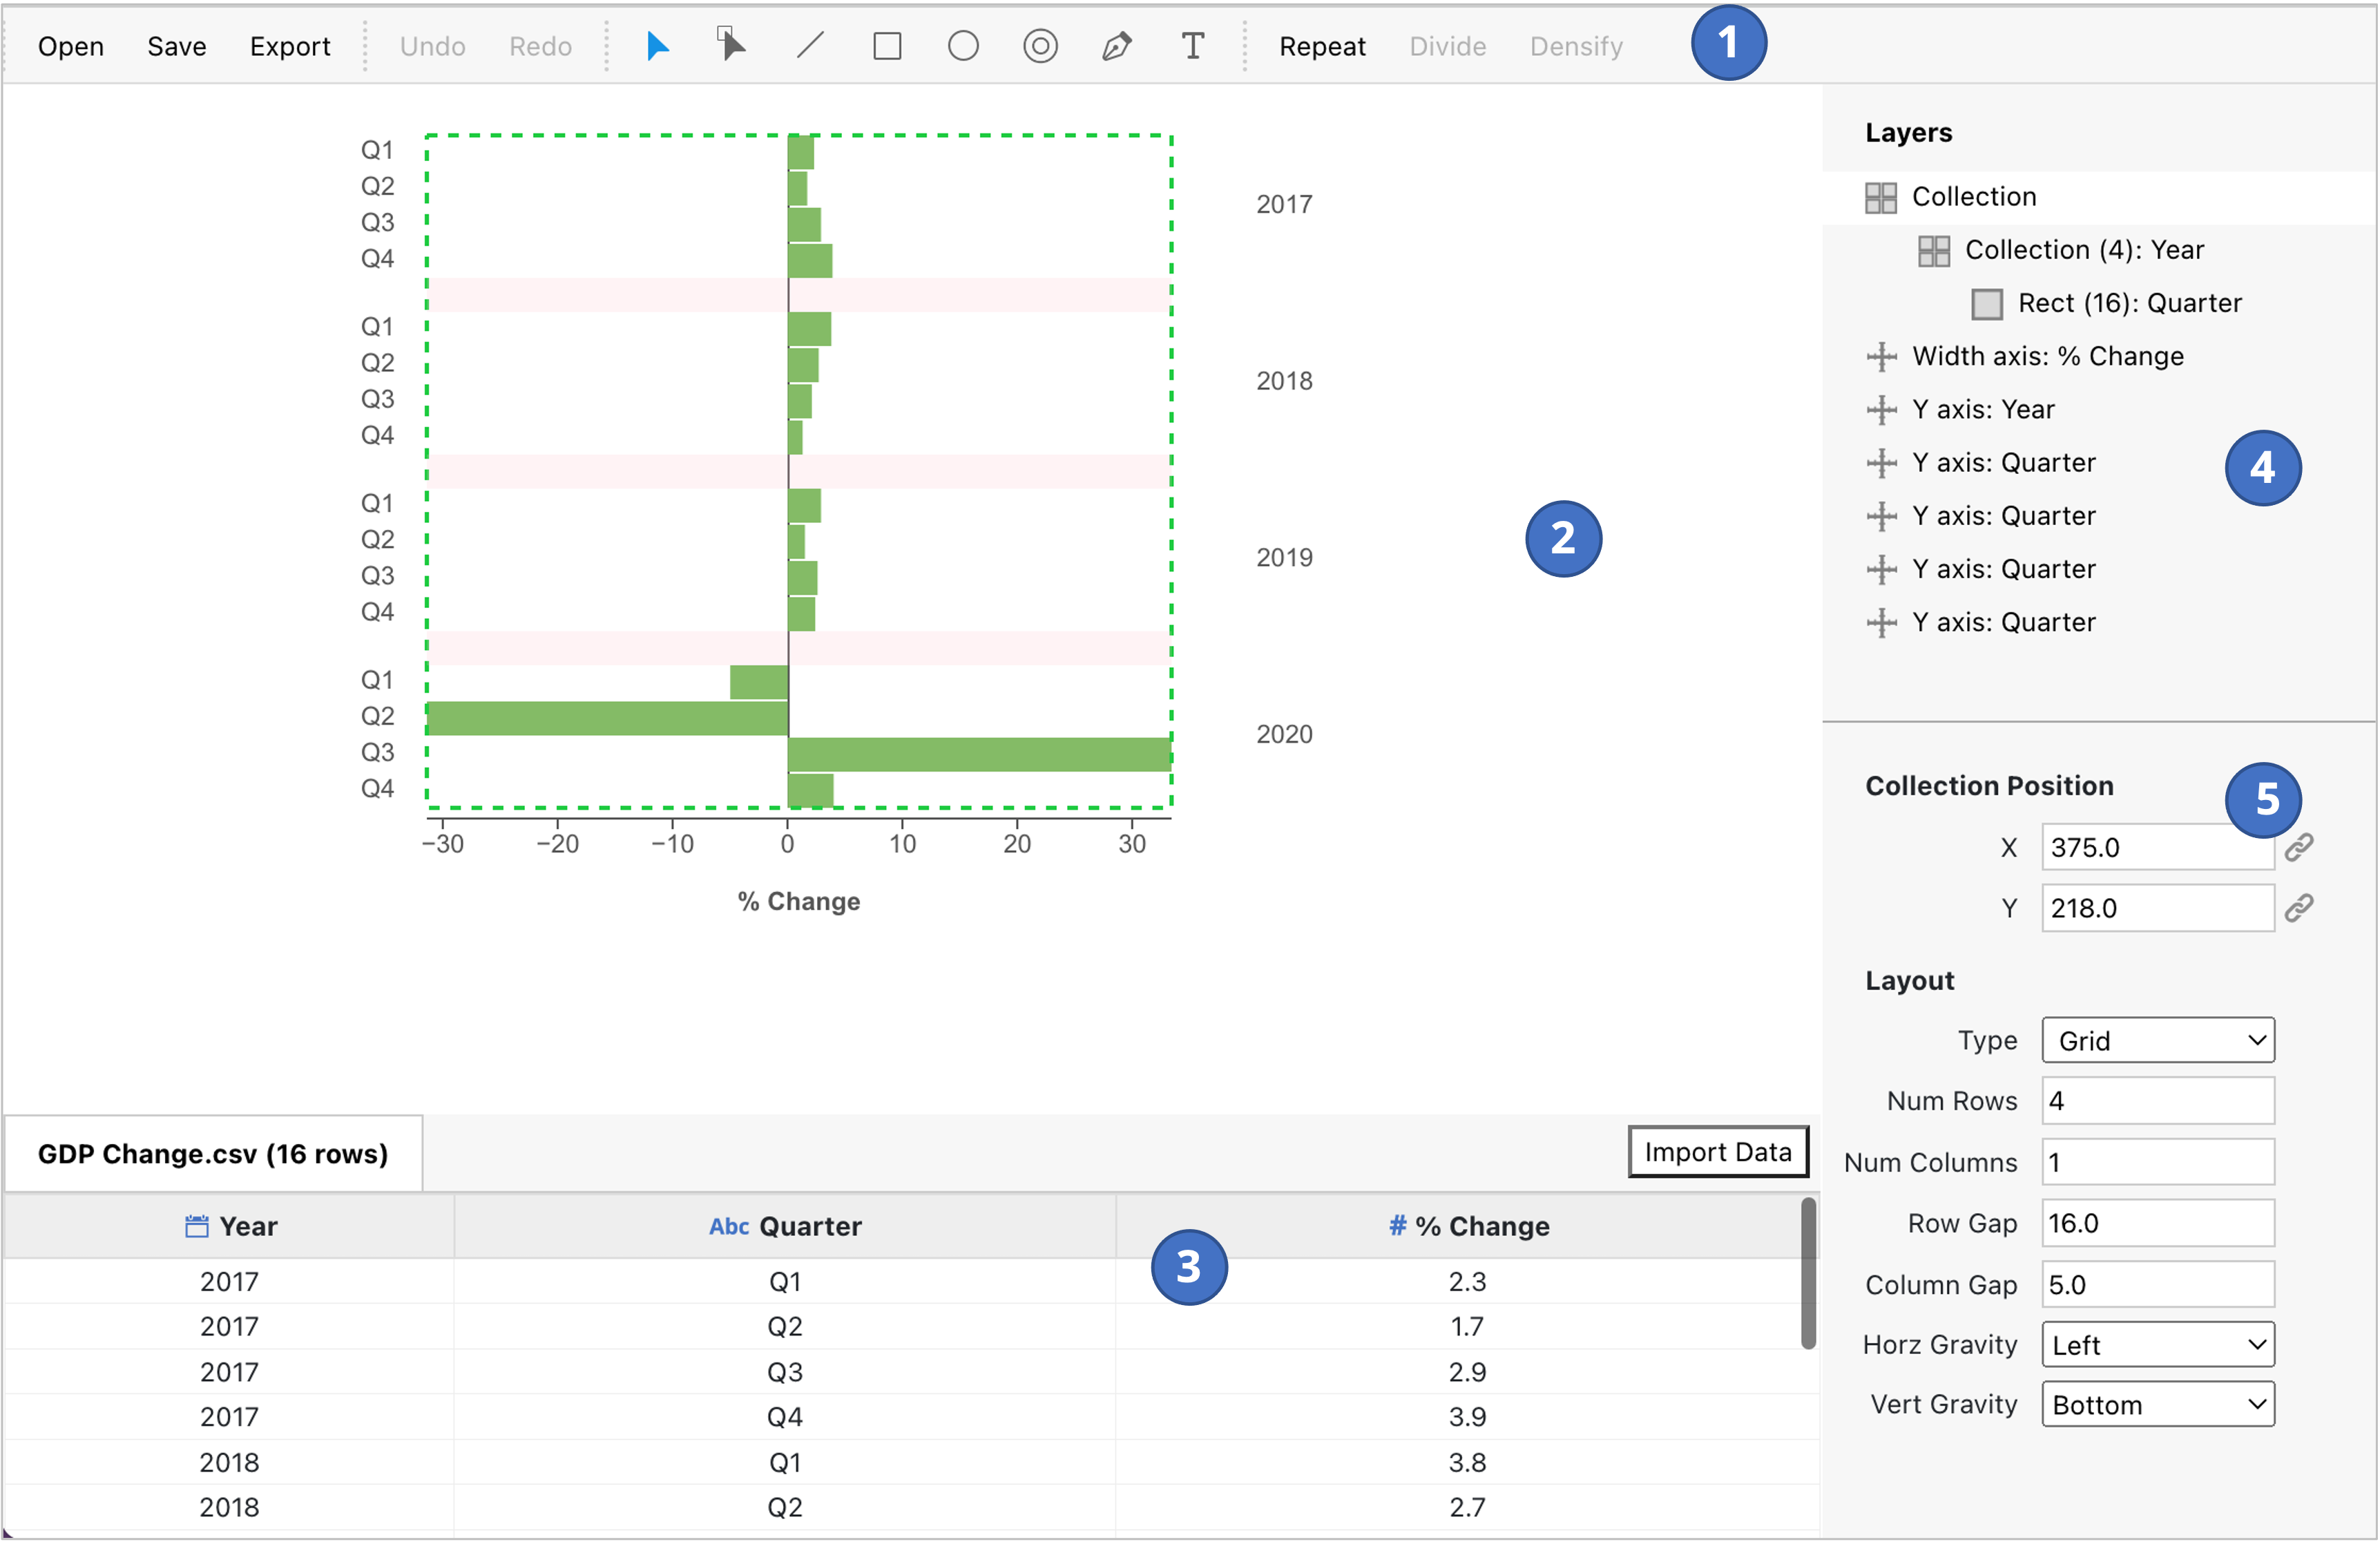 Open Save Export Undo Redo T Repeat Divide Densify 1
Q1
Q2
2017
Q3
Q4
Q1
Q2
2018
Q3
Q4
Q1
Q2
2019
Q3
Q4
Q1
Q2
2020
Q3
Q4
−30 −20 −10 0 10 20 30
% Change
2
Layers
Collection
Collection (4): Year
Rect (16): Quarter
Width axis: % Change
Y axis: Year
Y axis: Quarter
4
Y axis: Quarter
Y axis: Quarter
Y axis: Quarter
Collection Position
5
X 375.0
Y 218.0
Layout
Type Grid
Num Rows 4
Num Columns 1
Row Gap 16.0
Column Gap 5.0
Horz Gravity Left
Vert Gravity Bottom
GDP Change.csv (16 rows) Import Data
Year Abc Quarter # % Change
3
2017 Q1 2.3
2017 Q2 1.7
2017 Q3 2.9
2017 Q4 3.9
2018 Q1 3.8
2018 Q2 2.7